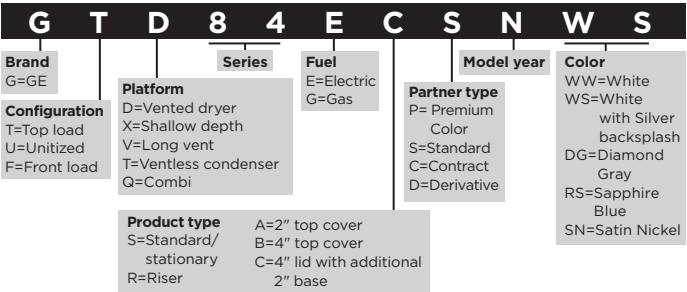 G T D 8 4 E C S N W S
Brand
G=GE
Configuration
T=Top load
U=Unitized
F=Front load
Platform
D=Vented dryer
X=Shallow depth
V=Long vent
T=Ventless condenser
Q=Combi
Series
Fuel
E=Electric
G=Gas
Product type
S=Standard/
stationary
R=Riser
A=2" top cover
B=4" top cover
C=4" lid with additional
2" base
Partner type
P= Premium
Color
S=Standard
C=Contract
D=Derivative
Model year
Color
WW=White
WS=White
with Silver
backsplash
DG=Diamond
Gray
RS=Sapphire
Blue
SN=Satin Nickel